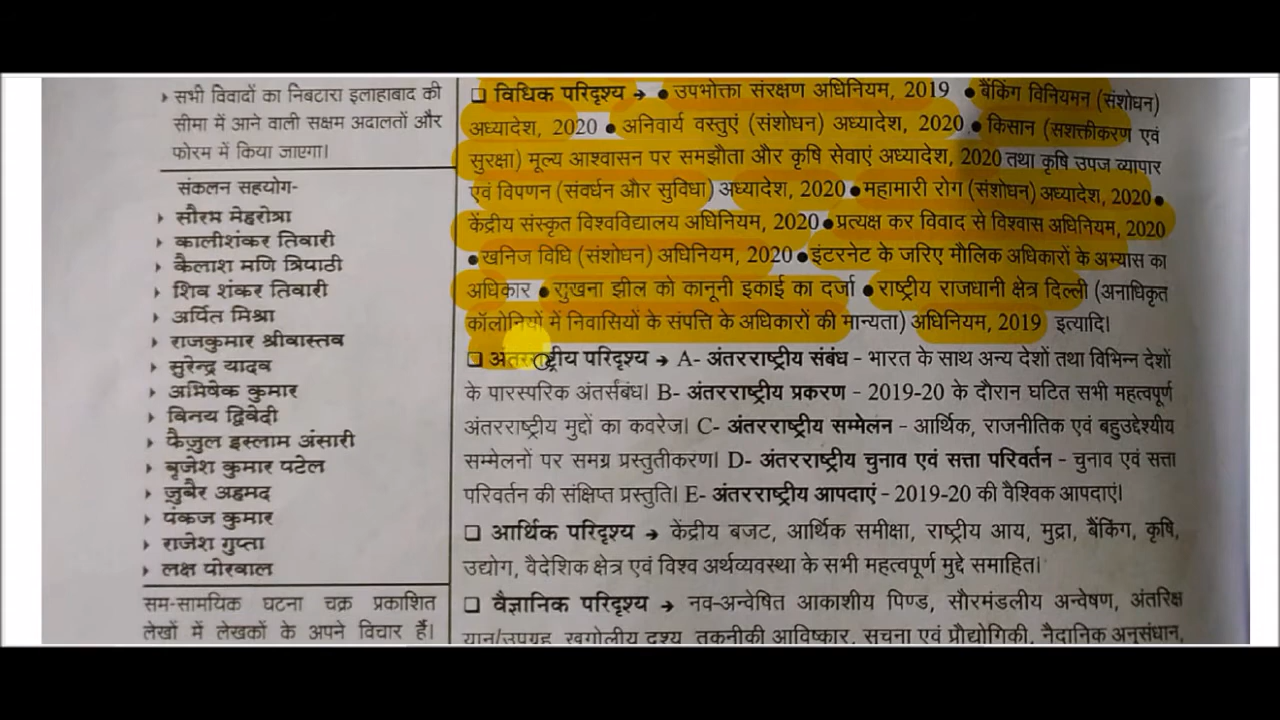 › सभी विवादों का निबटारा इलाहाबाद की
सीमा में आने वाली सक्षम अदालतों और
फोरम में किया जाएगा।
संकलन सहयोग-
› सौरभ मेहरोत्रा
› कालीशंकर तिवारी
› कैलाश मणि त्रिपाठी
› शिव शंकर तिवारी
› अर्पित मिश्रा
› राजकुमार श्रीवास्तव
› सुरेन्द्र यादव
› अभिषेक कुमार
› विनय द्विवेदी
› फैज़ुल इस्लाम अंसारी
› बृजेश कुमार पटेल
› ज़ुबैर अहमद
› पंकज कुमार
› राजेश गुप्ता
› लक्ष पोरवाल
सम-सामयिक घटना चक्र प्रकाशित
लेखों में लेखकों के अपने विचार हैं।
❑ विधिक परिदृश्य → ● उपभोक्ता संरक्षण अधिनियम, 2019 ● बैंकिंग विनियमन (संशोधन)
अध्यादेश, 2020 ● अनिवार्य वस्तुएं (संशोधन) अध्यादेश, 2020 ● किसान (सशक्तीकरण एवं
सुरक्षा) मूल्य आश्वासन पर समझौता और कृषि सेवाएं अध्यादेश, 2020 तथा कृषि उपज व्यापार
एवं विपणन (संवर्धन और सुविधा) अध्यादेश, 2020 ● महामारी रोग (संशोधन) अध्यादेश, 2020 ●
केंद्रीय संस्कृत विश्वविद्यालय अधिनियम, 2020 ● प्रत्यक्ष कर विवाद से विश्वास अधिनियम, 2020
● खनिज विधि (संशोधन) अधिनियम, 2020 ● इंटरनेट के जरिए मौलिक अधिकारों के अभ्यास का
अधिकार ● सुखना झील को कानूनी इकाई का दर्जा ● राष्ट्रीय राजधानी क्षेत्र दिल्ली (अनाधिकृत
कॉलोनियों में निवासियों के संपत्ति के अधिकारों की मान्यता) अधिनियम, 2019 इत्यादि।
❑ अंतरराष्ट्रीय परिदृश्य → A- अंतरराष्ट्रीय संबंध - भारत के साथ अन्य देशों तथा विभिन्न देशों
के पारस्परिक अंतर्संबंध। B- अंतरराष्ट्रीय प्रकरण - 2019-20 के दौरान घटित सभी महत्वपूर्ण
अंतरराष्ट्रीय मुद्दों का कवरेज। C- अंतरराष्ट्रीय सम्मेलन - आर्थिक, राजनीतिक एवं बहुउद्देश्यीय
सम्मेलनों पर समग्र प्रस्तुतीकरण। D- अंतरराष्ट्रीय चुनाव एवं सत्ता परिवर्तन - चुनाव एवं सत्ता
परिवर्तन की संक्षिप्त प्रस्तुति। E- अंतरराष्ट्रीय आपदाएं - 2019-20 की वैश्विक आपदाएं।
❑ आर्थिक परिदृश्य → केंद्रीय बजट, आर्थिक समीक्षा, राष्ट्रीय आय, मुद्रा, बैंकिंग, कृषि,
उद्योग, वैदेशिक क्षेत्र एवं विश्व अर्थव्यवस्था के सभी महत्वपूर्ण मुद्दे समाहित।
❑ वैज्ञानिक परिदृश्य → नव-अन्वेषित आकाशीय पिण्ड, सौरमंडलीय अन्वेषण, अंतरिक्ष
यान/उपग्रह, खगोलीय दृश्य, तकनीकी आविष्कार, सूचना एवं प्रौद्योगिकी, नैदानिक अनुसंधान,